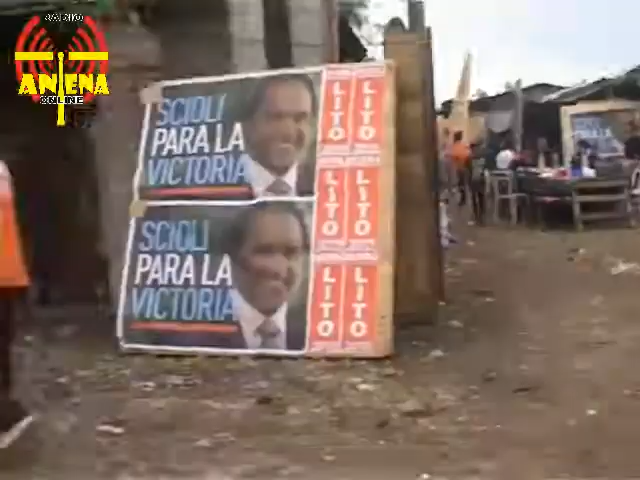 RADIO
ANTENA
ONLINE
SCIOLI
PARA LA
VICTORIA
LITO
LITO
SCIOLI
PARA LA
VICTORIA
LITO
LITO
LITO
LITO